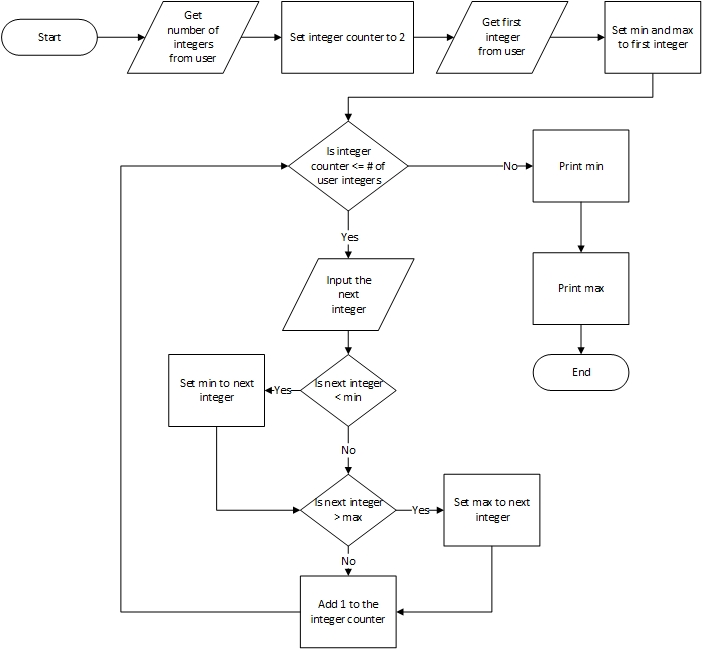 Start
Get
number of
integers
from user
Set integer counter to 2
Get first
integer
from user
Set min and max
to first integer
Is integer
counter <= # of
user integers
No
Print min
Yes
Input the
next
integer
Print max
Set min to next
integer
Yes
Is next integer
< min
End
No
Is next integer
> max
Yes
Set max to next
integer
No
Add 1 to the
integer counter